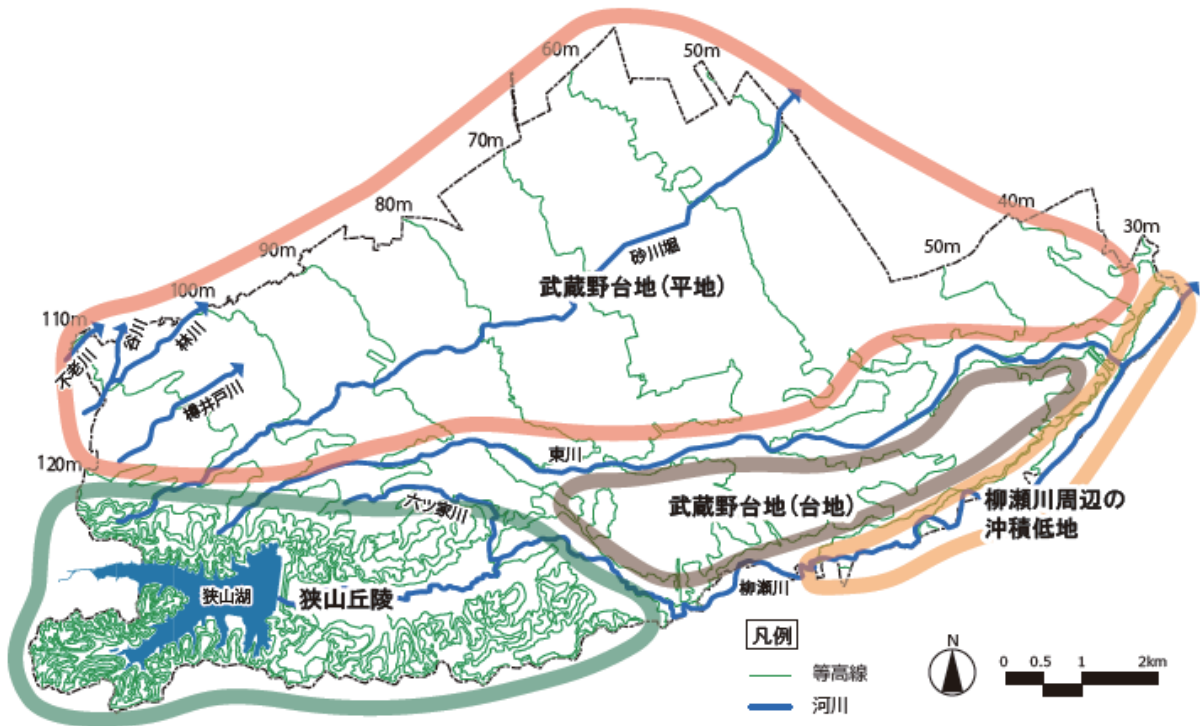 60m
50m
70m
80m
40m
30m
90m
50m
砂川堀
武蔵野台地(平地)
100m
110m
不老川
谷川
林川
樽井戸川
東川
120m
六ツ家川
武蔵野台地(台地)
柳瀬川周辺の
沖積低地
柳瀬川
狭山湖
狭山丘陵
凡例
等高線
河川
N
0 0.5 1 2km